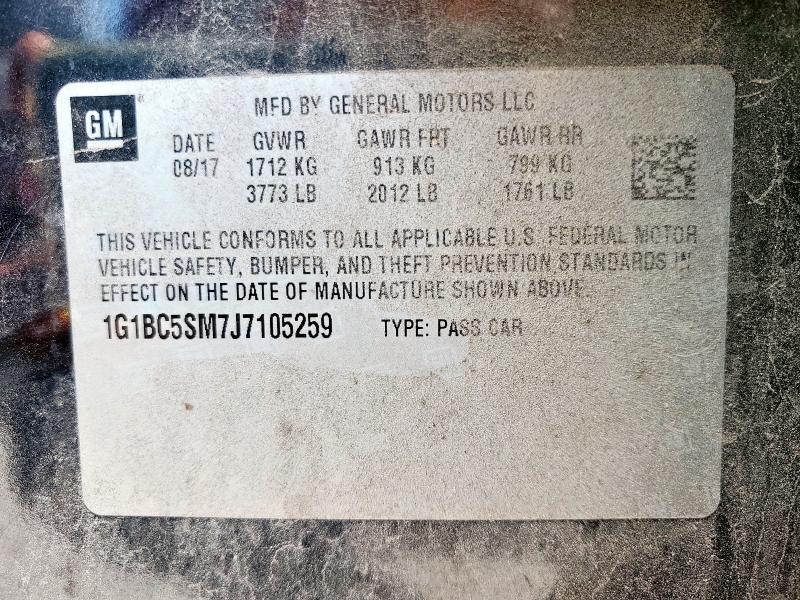 GM
MFD BY GENERAL MOTORS LLC
DATE GVWR GAWR FRT GAWR RR
08/17 1712 KG 913 KG 799 KG
3773 LB 2012 LB 1761 LB
THIS VEHICLE CONFORMS TO ALL APPLICABLE U.S. FEDERAL MOTOR
VEHICLE SAFETY, BUMPER, AND THEFT PREVENTION STANDARDS IN
EFFECT ON THE DATE OF MANUFACTURE SHOWN ABOVE.
1G1BC5SM7J7105259 TYPE: PASS CAR